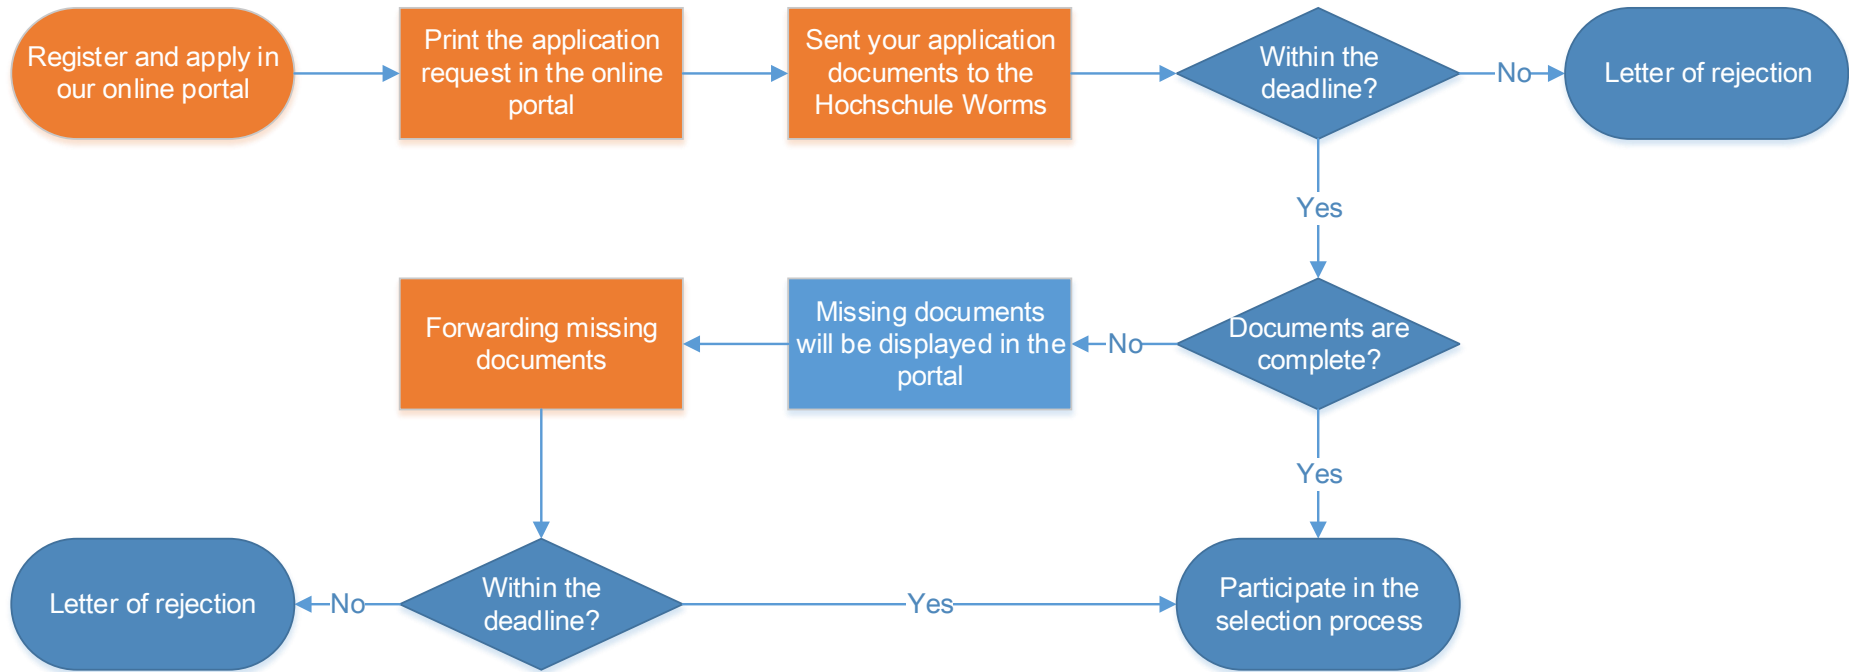 Register and apply in
our online portal
Print the application
request in the online
portal
Sent your application
documents to the
Hochschule Worms
Within the
deadline?
No
Letter of rejection
Yes
Forwarding missing
documents
Missing documents
will be displayed in the
portal
No
Documents are
complete?
Yes
Letter of rejection
No
Within the
deadline?
Yes
Participate in the
selection process